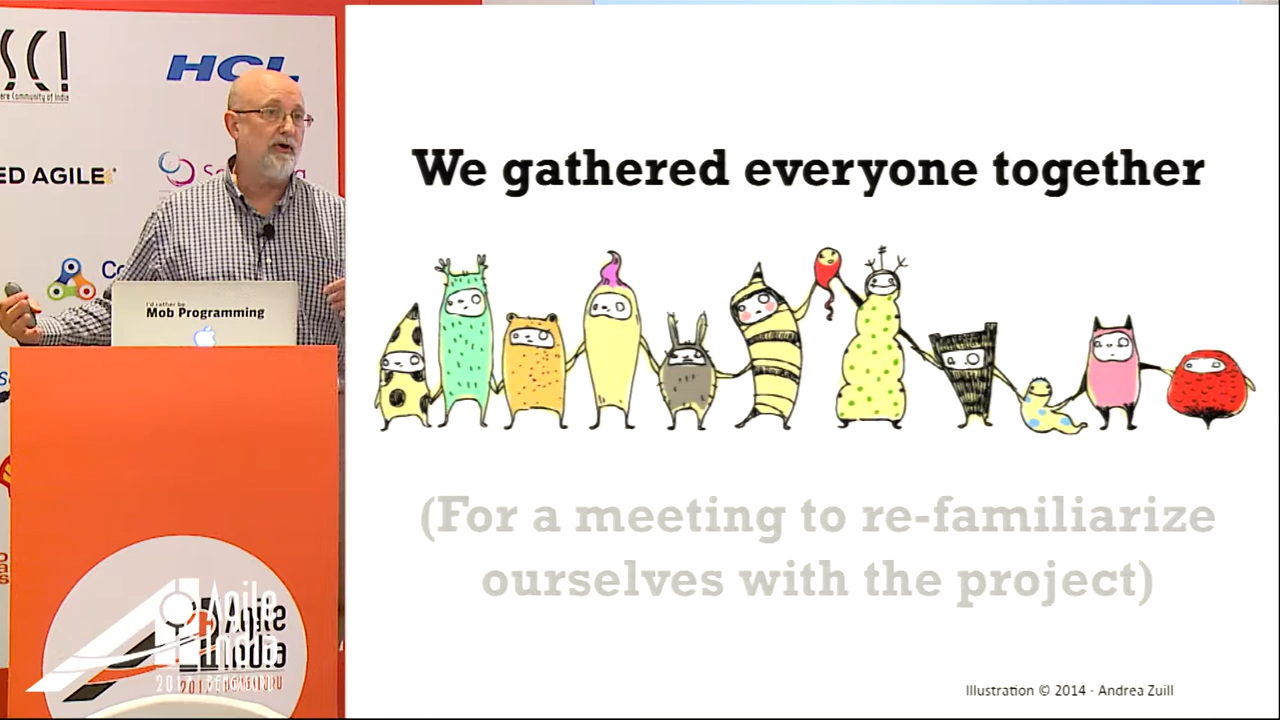 SCI
HCL
ED AGILE
I'd rather be
Mob Programming
Agile
India
2017 BENGALURU
We gathered everyone together
(For a meeting to re-familiarize
ourselves with the project)
Illustration © 2014 - Andrea Zuill